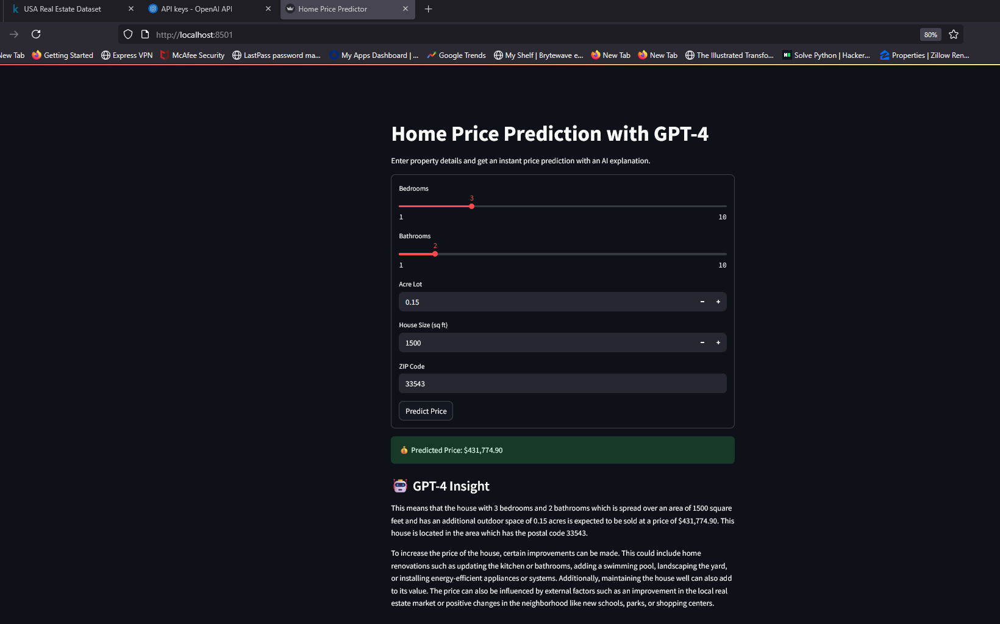 USA Real Estate Dataset
API keys - OpenAI API
Home Price Predictor
http://localhost:8501
80%
New Tab
Getting Started
Express VPN
McAfee Security
LastPass password ma...
My Apps Dashboard | ...
Google Trends
My Shelf | Brytewave e...
New Tab
New Tab
The Illustrated Transfo...
Solve Python | Hacker...
Properties | Zillow Ren...
Home Price Prediction with GPT-4
Enter property details and get an instant price prediction with an AI explanation.
Bedrooms
3
1 10
Bathrooms
2
1 10
Acre Lot
0.15
House Size (sq ft)
1500
ZIP Code
33543
Predict Price
Predicted Price: $431,774.90
GPT-4 Insight
This means that the house with 3 bedrooms and 2 bathrooms which is spread over an area of 1500 square
feet and has an additional outdoor space of 0.15 acres is expected to be sold at a price of $431,774.90. This
house is located in the area which has the postal code 33543.
To increase the price of the house, certain improvements can be made. This could include home
renovations such as updating the kitchen or bathrooms, adding a swimming pool, landscaping the yard,
or installing energy-efficient appliances or systems. Additionally, maintaining the house well can also add
to its value. The price can also be influenced by external factors such as an improvement in the local real
estate market or positive changes in the neighborhood like new schools, parks, or shopping centers.